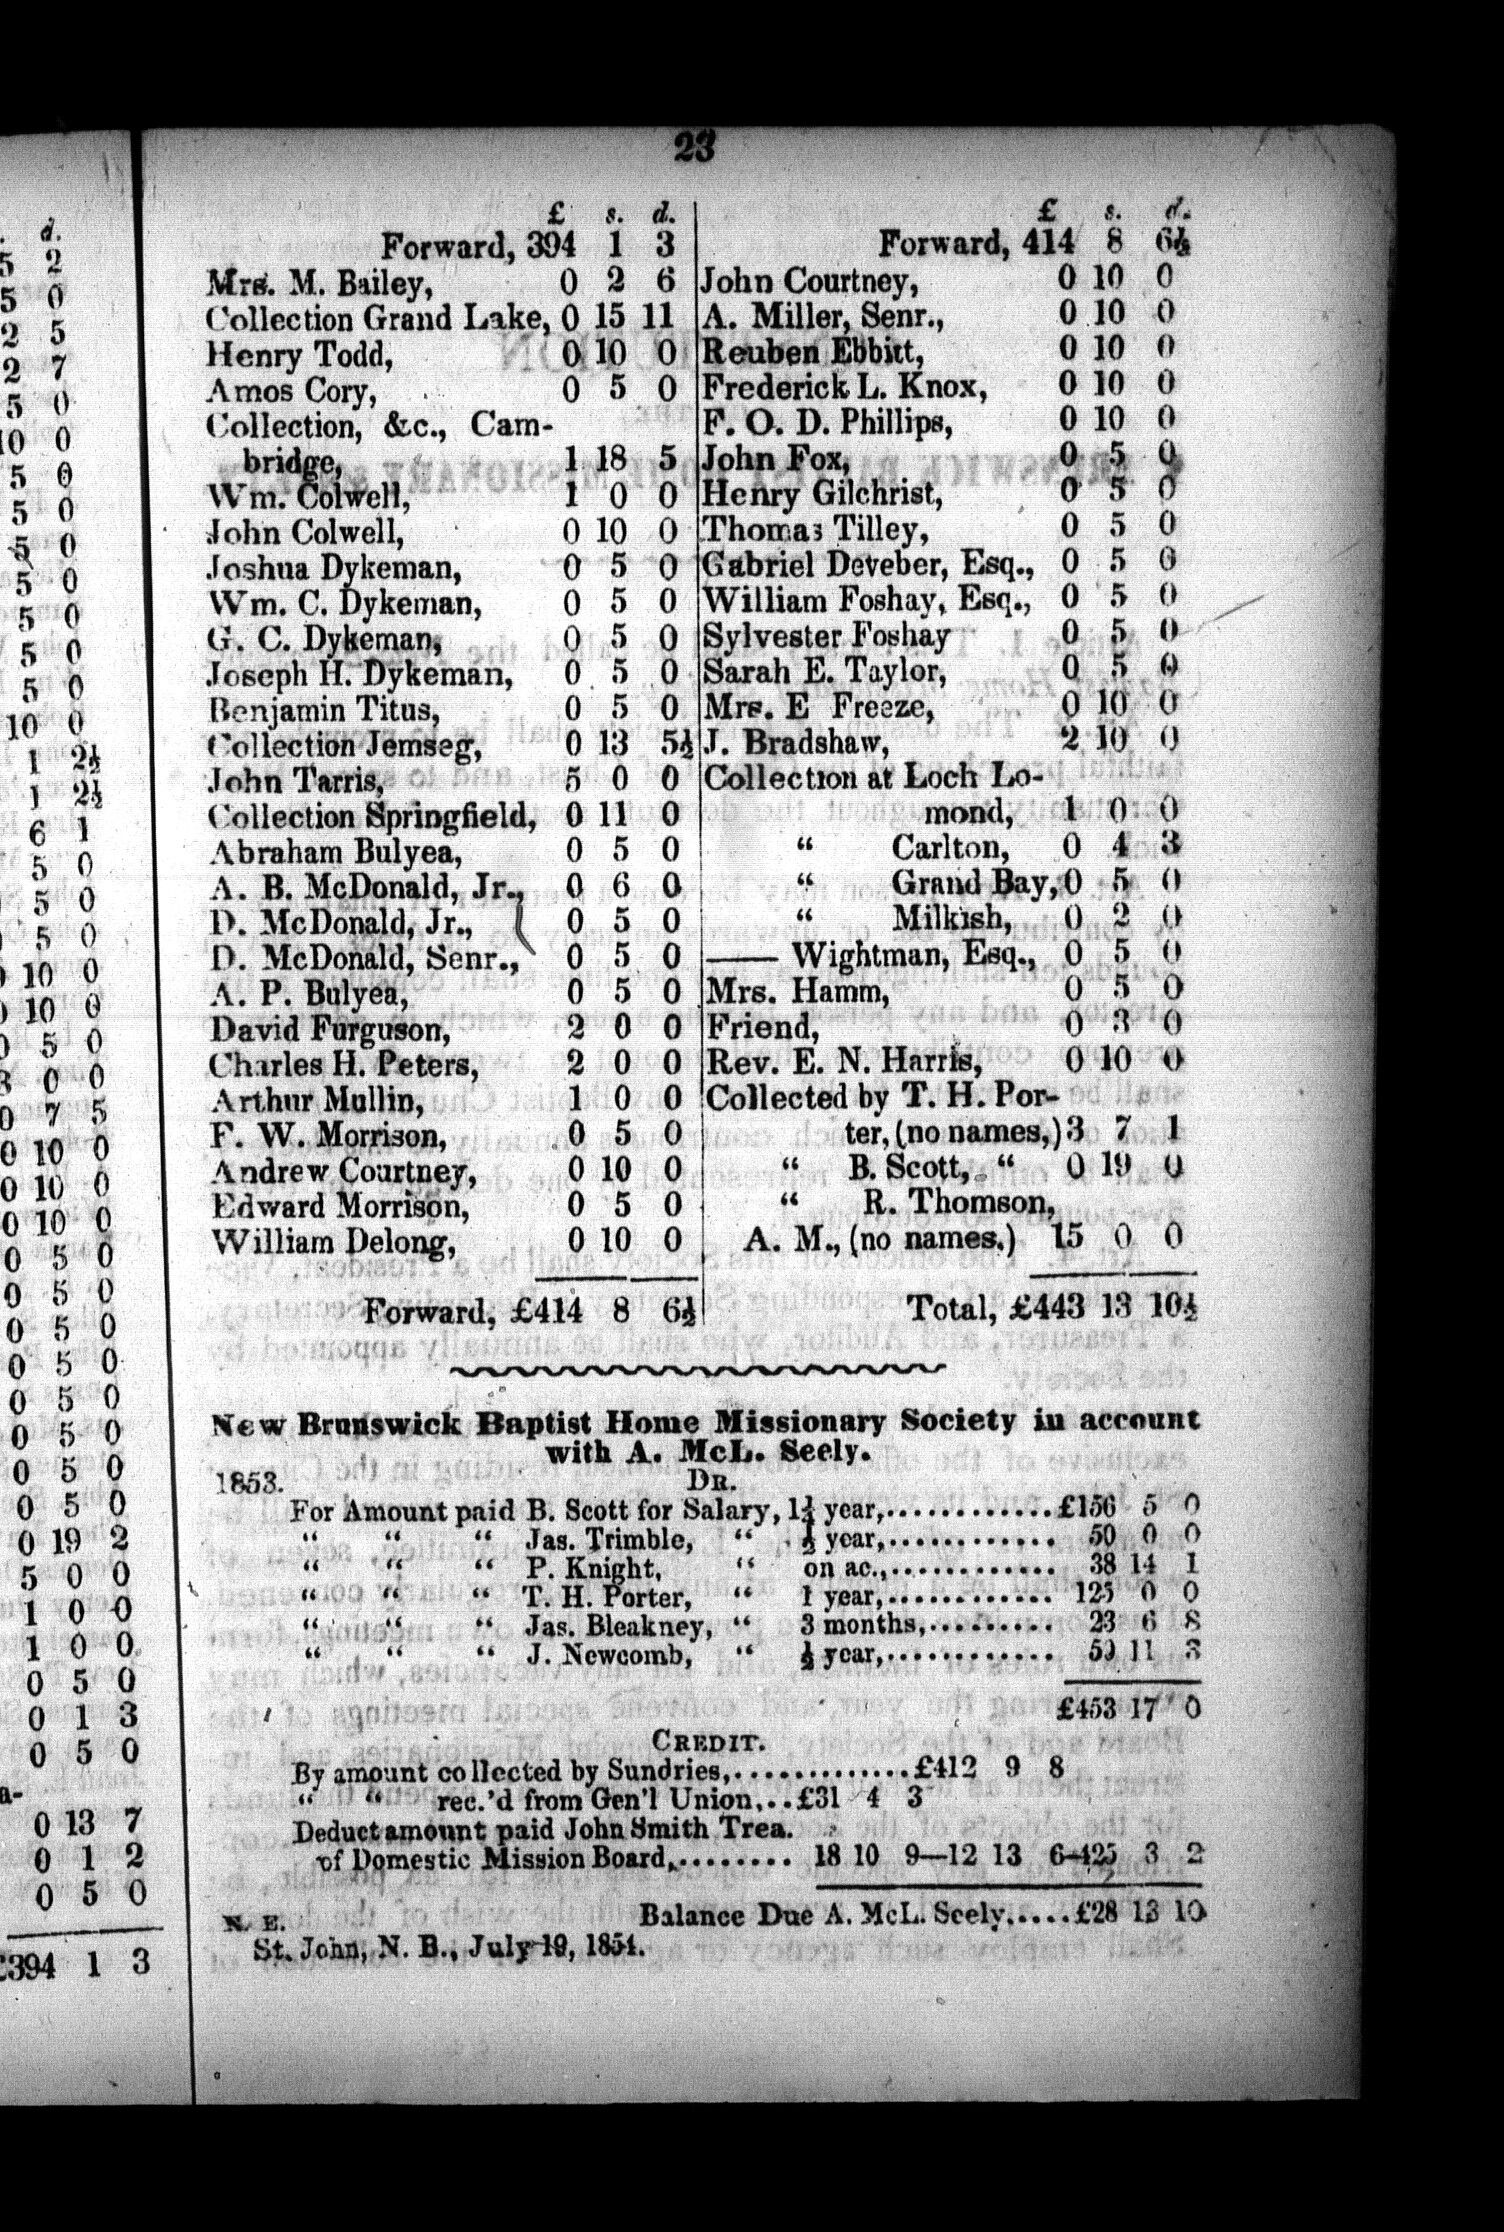 23
£ s. d.
Forward, 394 1 3
Mrs. M. Bailey, 0 2 6
Collection Grand Lake, 0 15 11
Henry Todd, 0 10 0
Amos Cory, 0 5 0
Collection, &c., Cam-
bridge, 1 18 5
Wm. Colwell, 1 0 0
John Colwell, 0 10 0
Joshua Dykeman, 0 5 0
Wm. C. Dykeman, 0 5 0
G. C. Dykeman, 0 5 0
Joseph H. Dykeman, 0 5 0
Benjamin Titus, 0 5 0
Collection Jemseg, 0 13 5½
John Tarris, 5 0 0
Collection Springfield, 0 11 0
Abraham Bulyea, 0 5 0
A. B. McDonald, Jr., 0 6 0
D. McDonald, Jr., 0 5 0
D. McDonald, Senr., 0 5 0
A. P. Bulyea, 0 5 0
David Furguson, 2 0 0
Charles H. Peters, 2 0 0
Arthur Mullin, 1 0 0
F. W. Morrison, 0 5 0
Andrew Courtney, 0 10 0
Edward Morrison, 0 5 0
William Delong, 0 10 0
Forward, £414 8 6½
£ s. d.
Forward, 414 8 6½
John Courtney, 0 10 0
A. Miller, Senr., 0 10 0
Reuben Ebbitt, 0 10 0
Frederick L. Knox, 0 10 0
F. O. D. Phillips, 0 10 0
John Fox, 0 5 0
Henry Gilchrist, 0 5 0
Thomas Tilley, 0 5 0
Gabriel Deveber, Esq., 0 5 0
William Foshay, Esq., 0 5 0
Sylvester Foshay 0 5 0
Sarah E. Taylor, 0 5 0
Mrs. E Freeze, 0 10 0
J. Bradshaw, 2 10 0
Collection at Loch Lo-
mond, 1 0 0
“ Carlton, 0 4 3
“ Grand Bay, 0 5 0
“ Milkish, 0 2 0
—— Wightman, Esq., 0 5 0
Mrs. Hamm, 0 5 0
Friend, 0 3 0
Rev. E. N. Harris, 0 10 0
Collected by T. H. Por-
ter, (no names,) 3 7 1
“ B. Scott, “ 0 19 0
“ R. Thomson,
A. M., (no names.) 15 0 0
Total, £443 13 10½
New Brunswick Baptist Home Missionary Society in account
with A. McL. Seely.
1853. DR.
For Amount paid B. Scott for Salary, 1¼ year,............£156 5 0
“ “ “ Jas. Trimble, “ ½ year,............ 50 0 0
“ “ “ P. Knight, “ on ac.,............ 38 14 1
“ “ “ T. H. Porter, “ 1 year,............ 125 0 0
“ “ “ Jas. Bleakney, “ 3 months,......... 23 6 8
“ “ “ J. Newcomb, “ ½ year,............ 59 11 3
£453 17 0
CREDIT.
By amount collected by Sundries,.............£412 9 8
“ “ rec.'d from Gen'l Union,..£31 4 3
Deduct amount paid John Smith Trea.
of Domestic Mission Board,........ 18 10 9—12 13 6—425 3 2
Balance Due A. McL. Seely.....£28 13 10
N. E.
St. John, N. B., July 19, 1854.